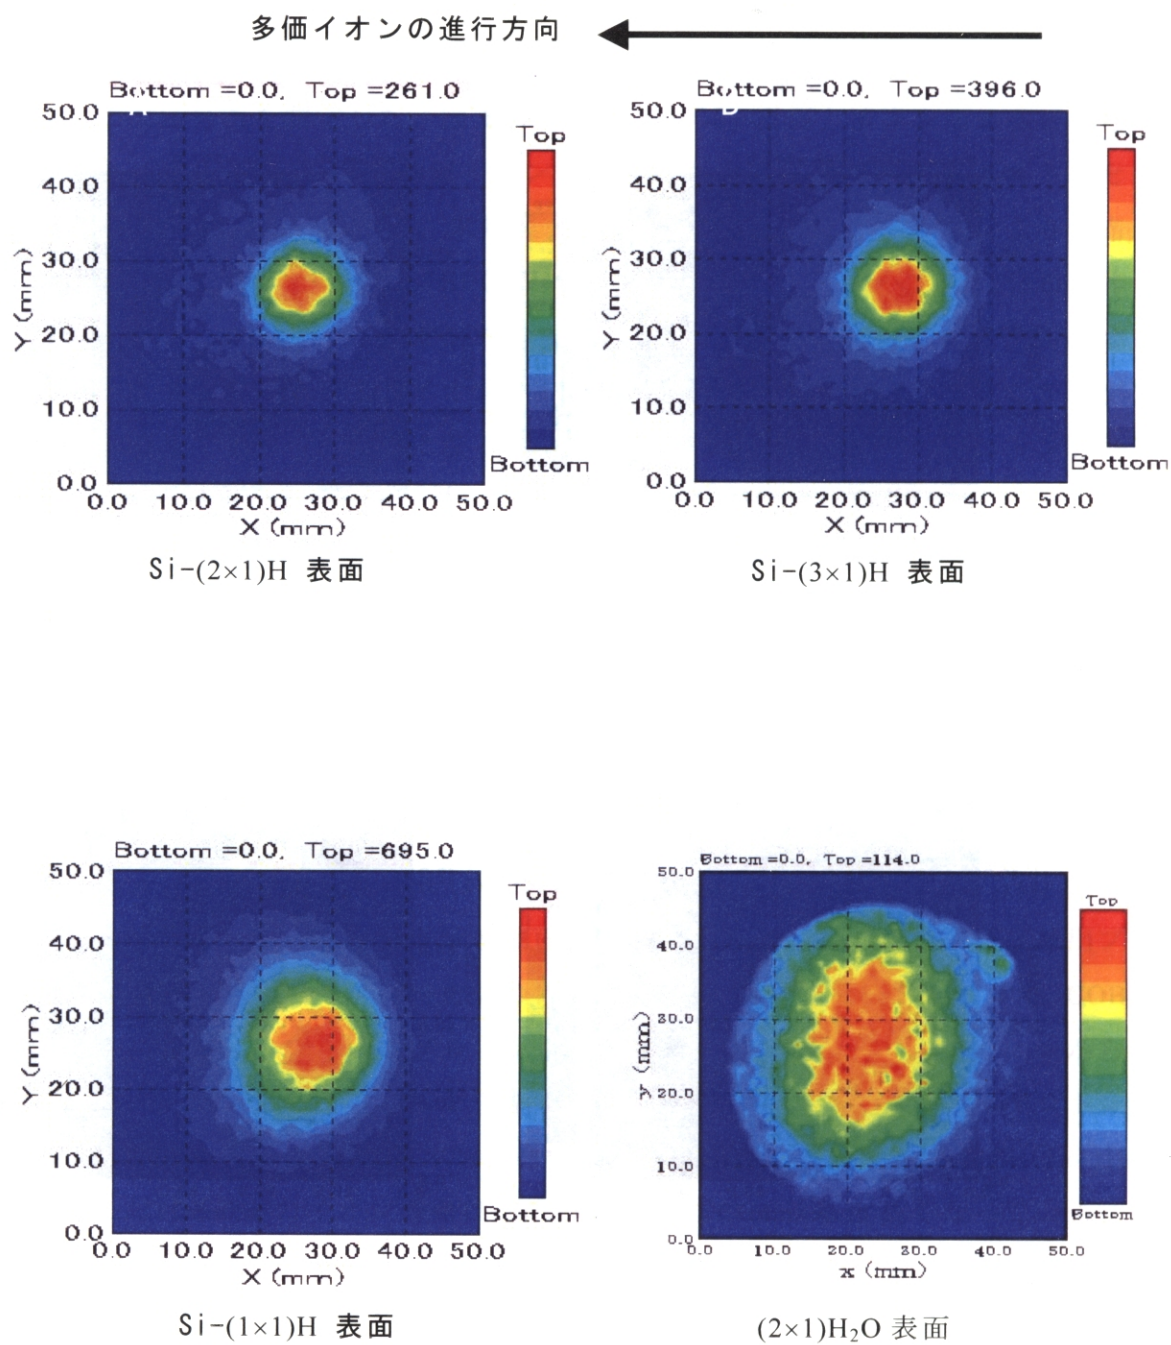 多価イオンの進行方向
Bottom =0.0, Top =261.0
50.0
40.0
30.0
20.0
10.0
0.0
Y (mm)
0.0 10.0 20.0 30.0 40.0 50.0
X (mm)
Top
Bottom
Si-(2×1)H 表面
Bottom =0.0, Top =396.0
50.0
40.0
30.0
20.0
10.0
0.0
Y (mm)
0.0 10.0 20.0 30.0 40.0 50.0
X (mm)
Top
Bottom
Si-(3×1)H 表面
Bottom =0.0, Top =695.0
50.0
40.0
30.0
20.0
10.0
0.0
Y (mm)
0.0 10.0 20.0 30.0 40.0 50.0
X (mm)
Top
Bottom
Si-(1×1)H 表面
Bottom =0.0, Top =114.0
50.0
40.0
30.0
20.0
10.0
0.0
y (mm)
0.0 10.0 20.0 30.0 40.0 50.0
x (mm)
Top
Bottom
(2×1)H₂O 表面